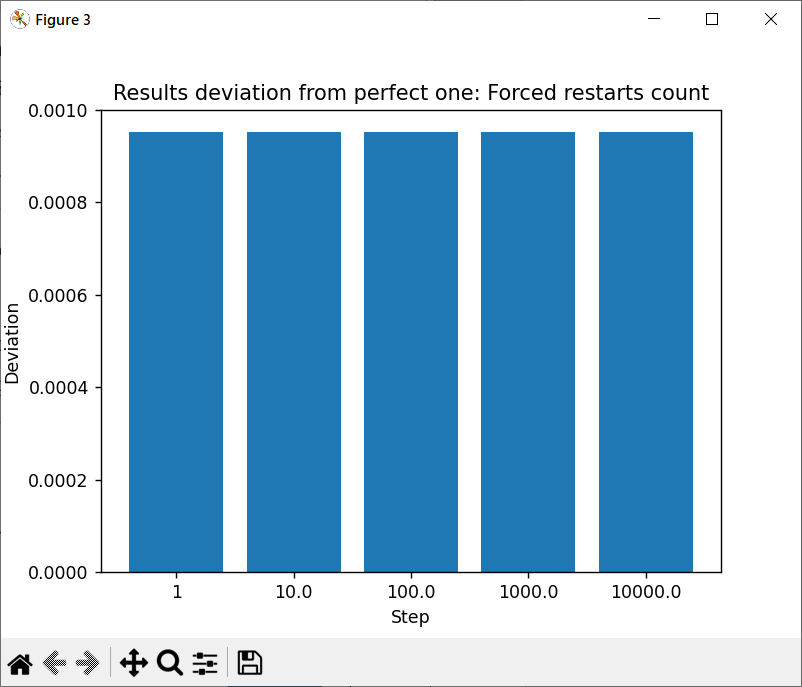 Figure 3
Results deviation from perfect one: Forced restarts count
0.0010
0.0008
0.0006
0.0004
0.0002
0.0000
Deviation
1 10.0 100.0 1000.0 10000.0
Step